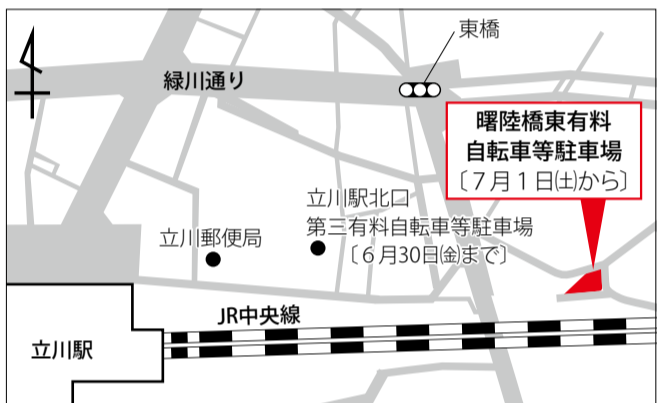 東橋
緑川通り
曙陸橋東有料
自転車等駐車場
〔７月１日㈯から〕
立川駅北口
第三有料自転車等駐車場
〔６月30日㈮まで〕
立川郵便局
JR中央線
立川駅